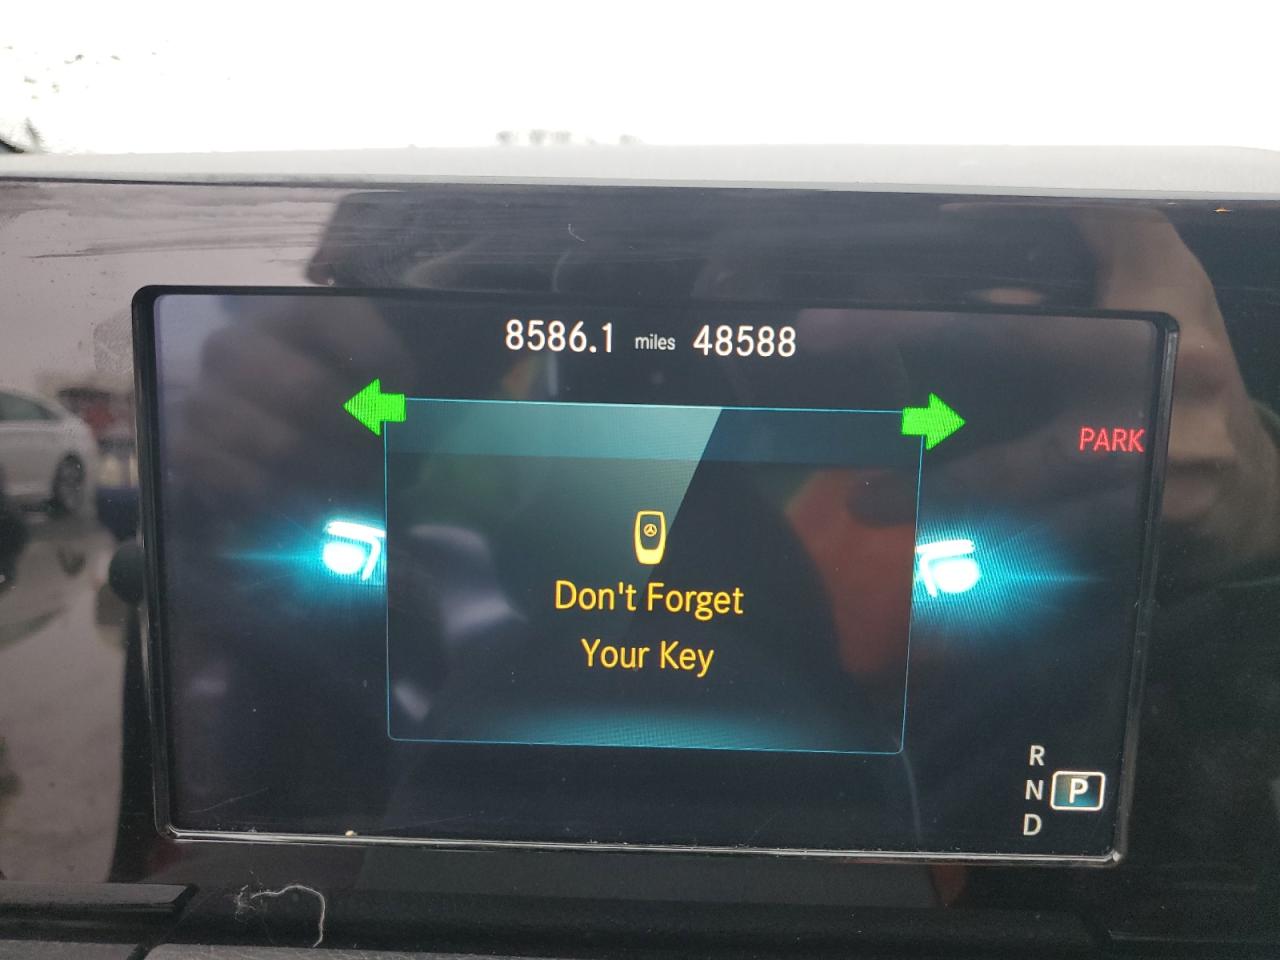 8586.1 miles 48588
PARK
Don't Forget
Your Key
R
N P
D